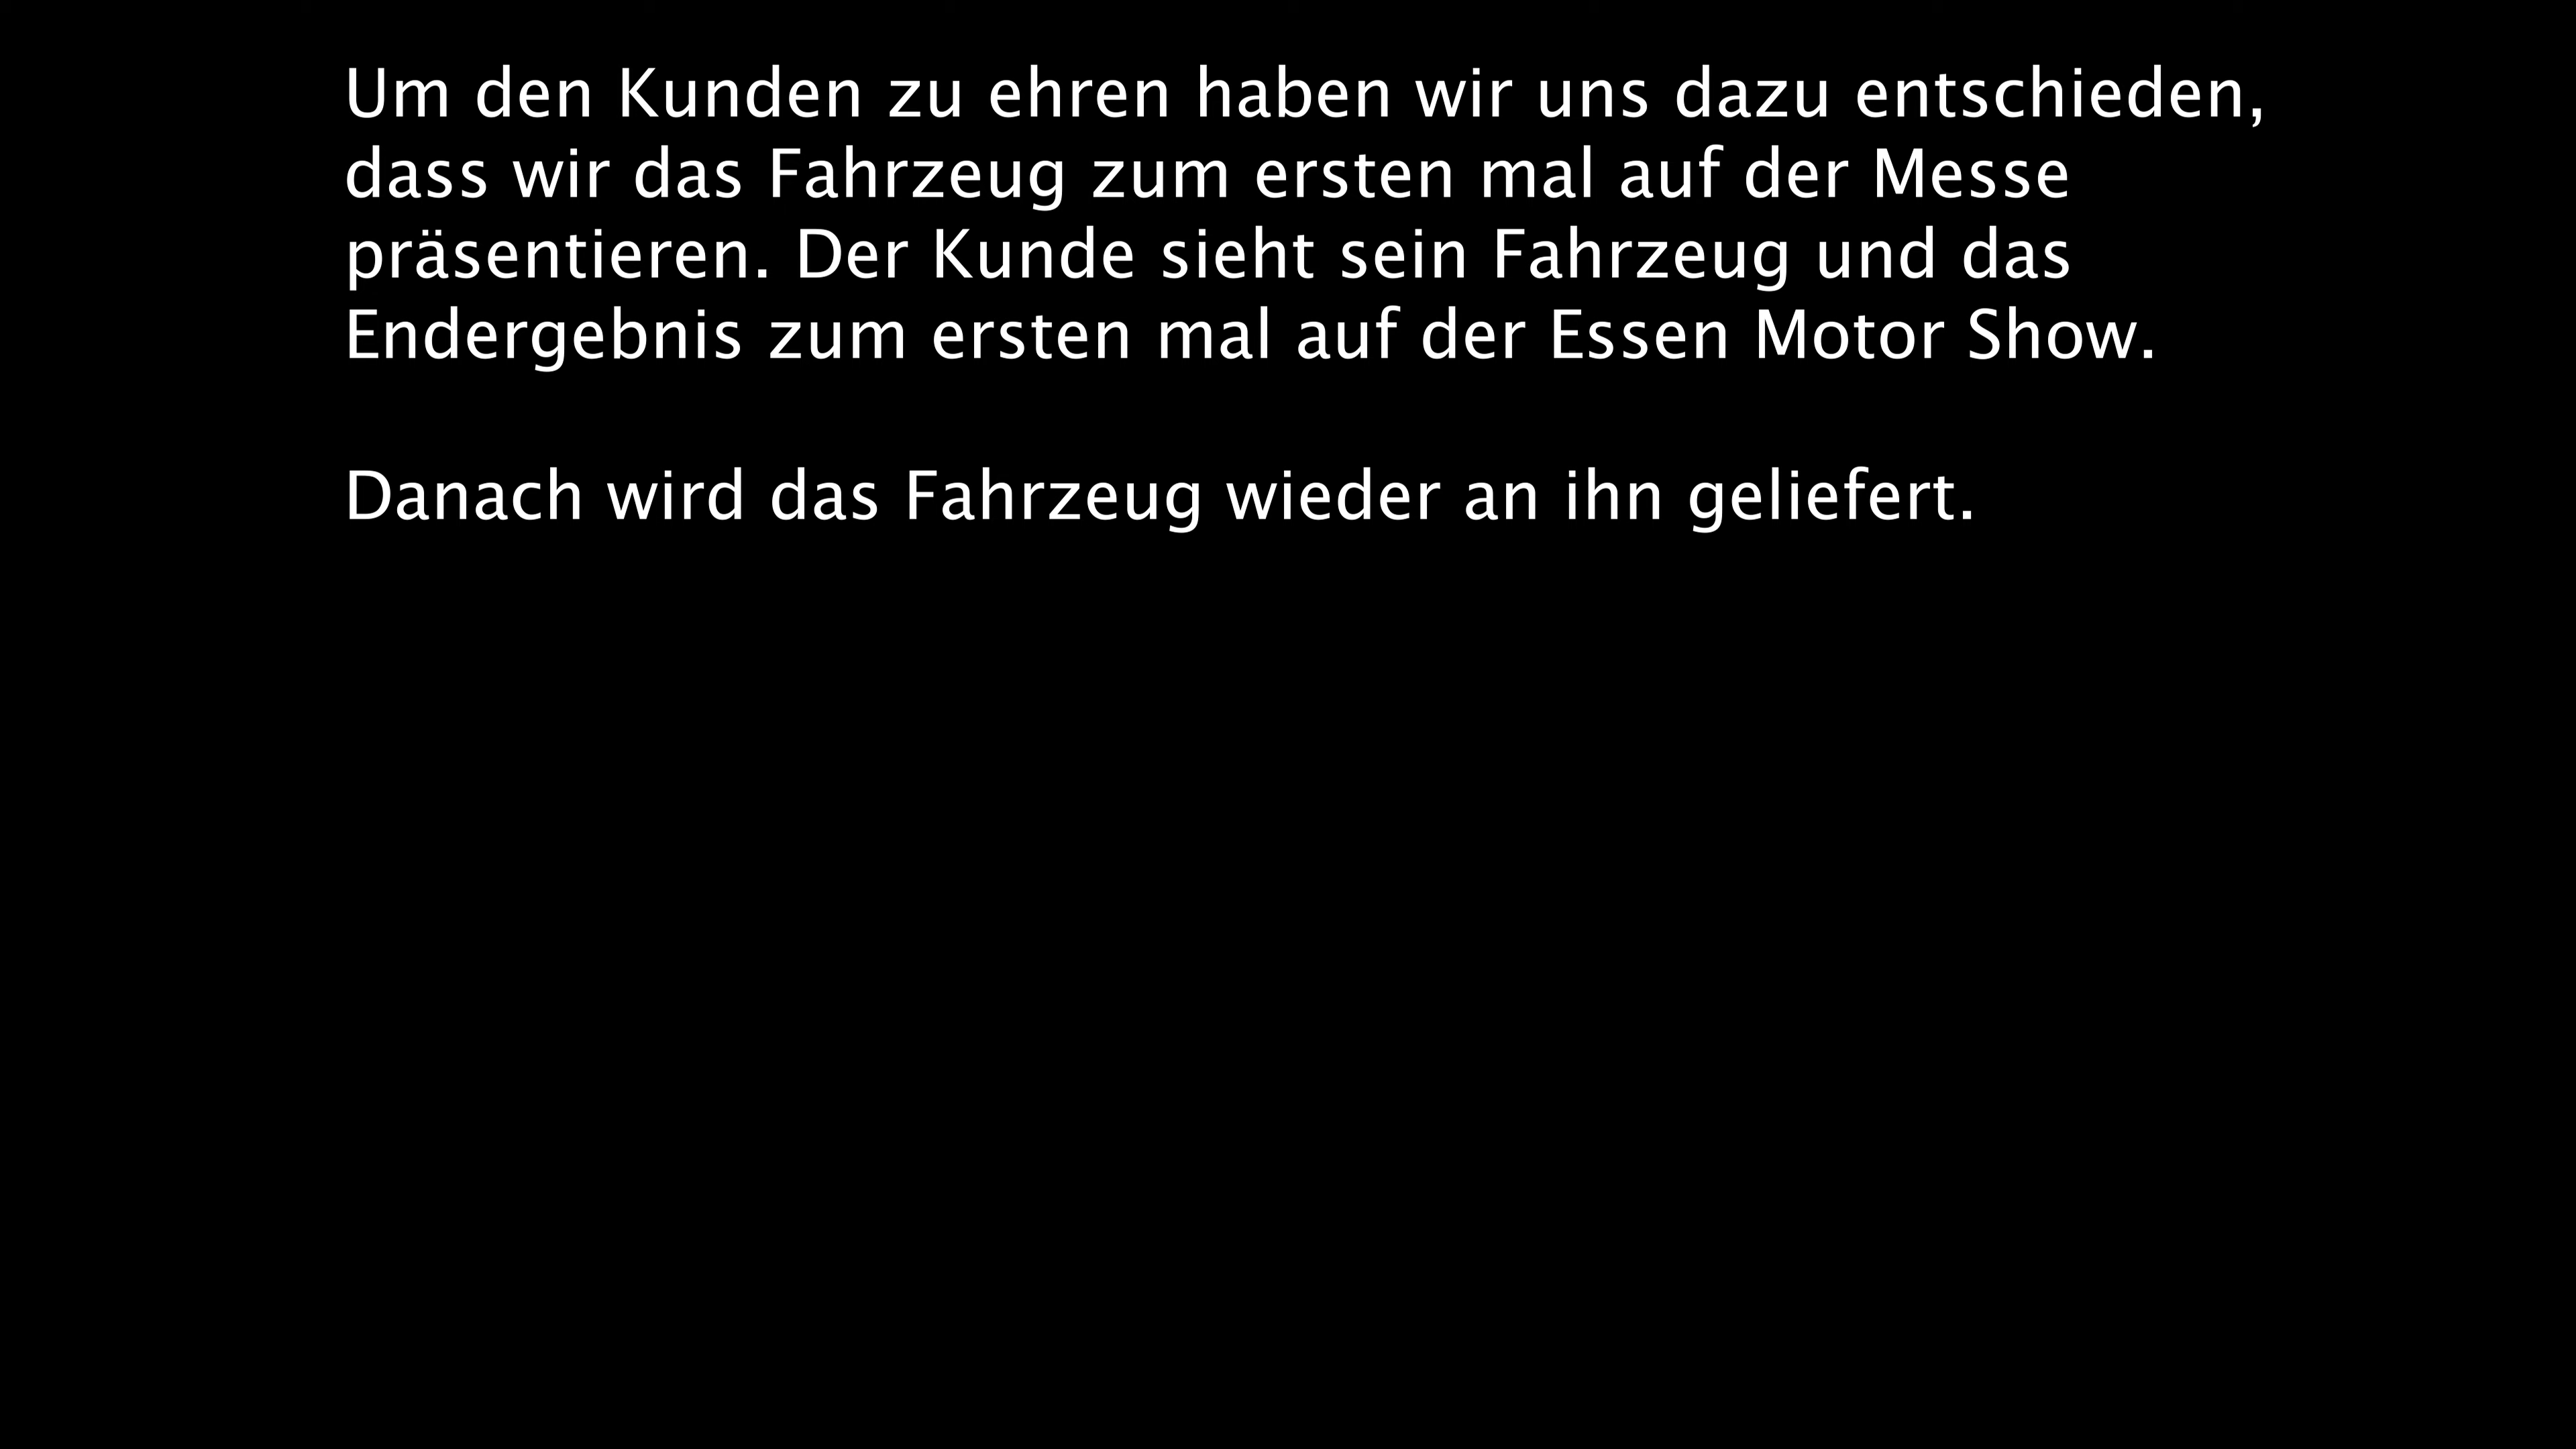 Um den Kunden zu ehren haben wir uns dazu entschieden,
dass wir das Fahrzeug zum ersten mal auf der Messe
präsentieren. Der Kunde sieht sein Fahrzeug und das
Endergebnis zum ersten mal auf der Essen Motor Show.
Danach wird das Fahrzeug wieder an ihn geliefert.